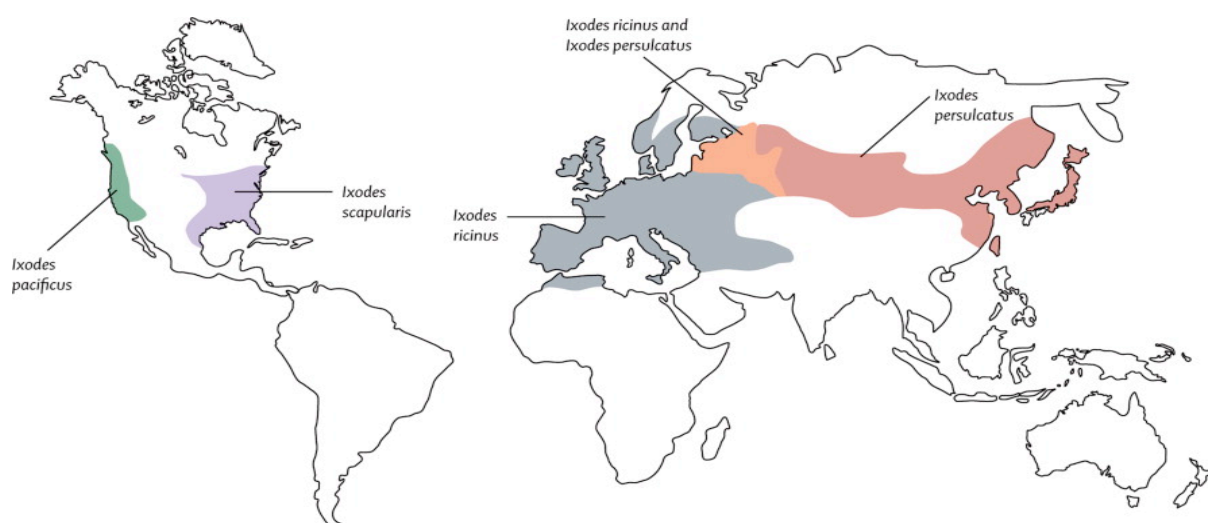 Ixodes ricinus and
Ixodes persulcatus
Ixodes
persulcatus
Ixodes
scapularis
Ixodes
ricinus
Ixodes
pacificus